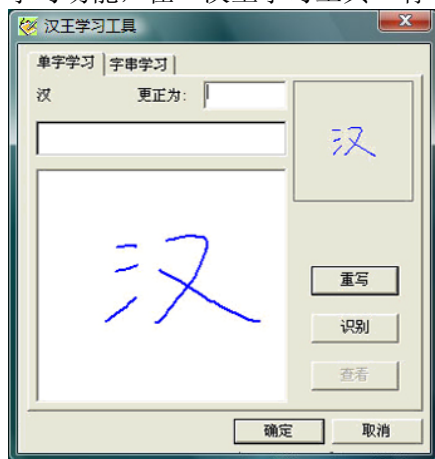 汉王学习工具
单字学习 字串学习
汉 更正为:
汉
汉
重写
识别
查看
确定 取消